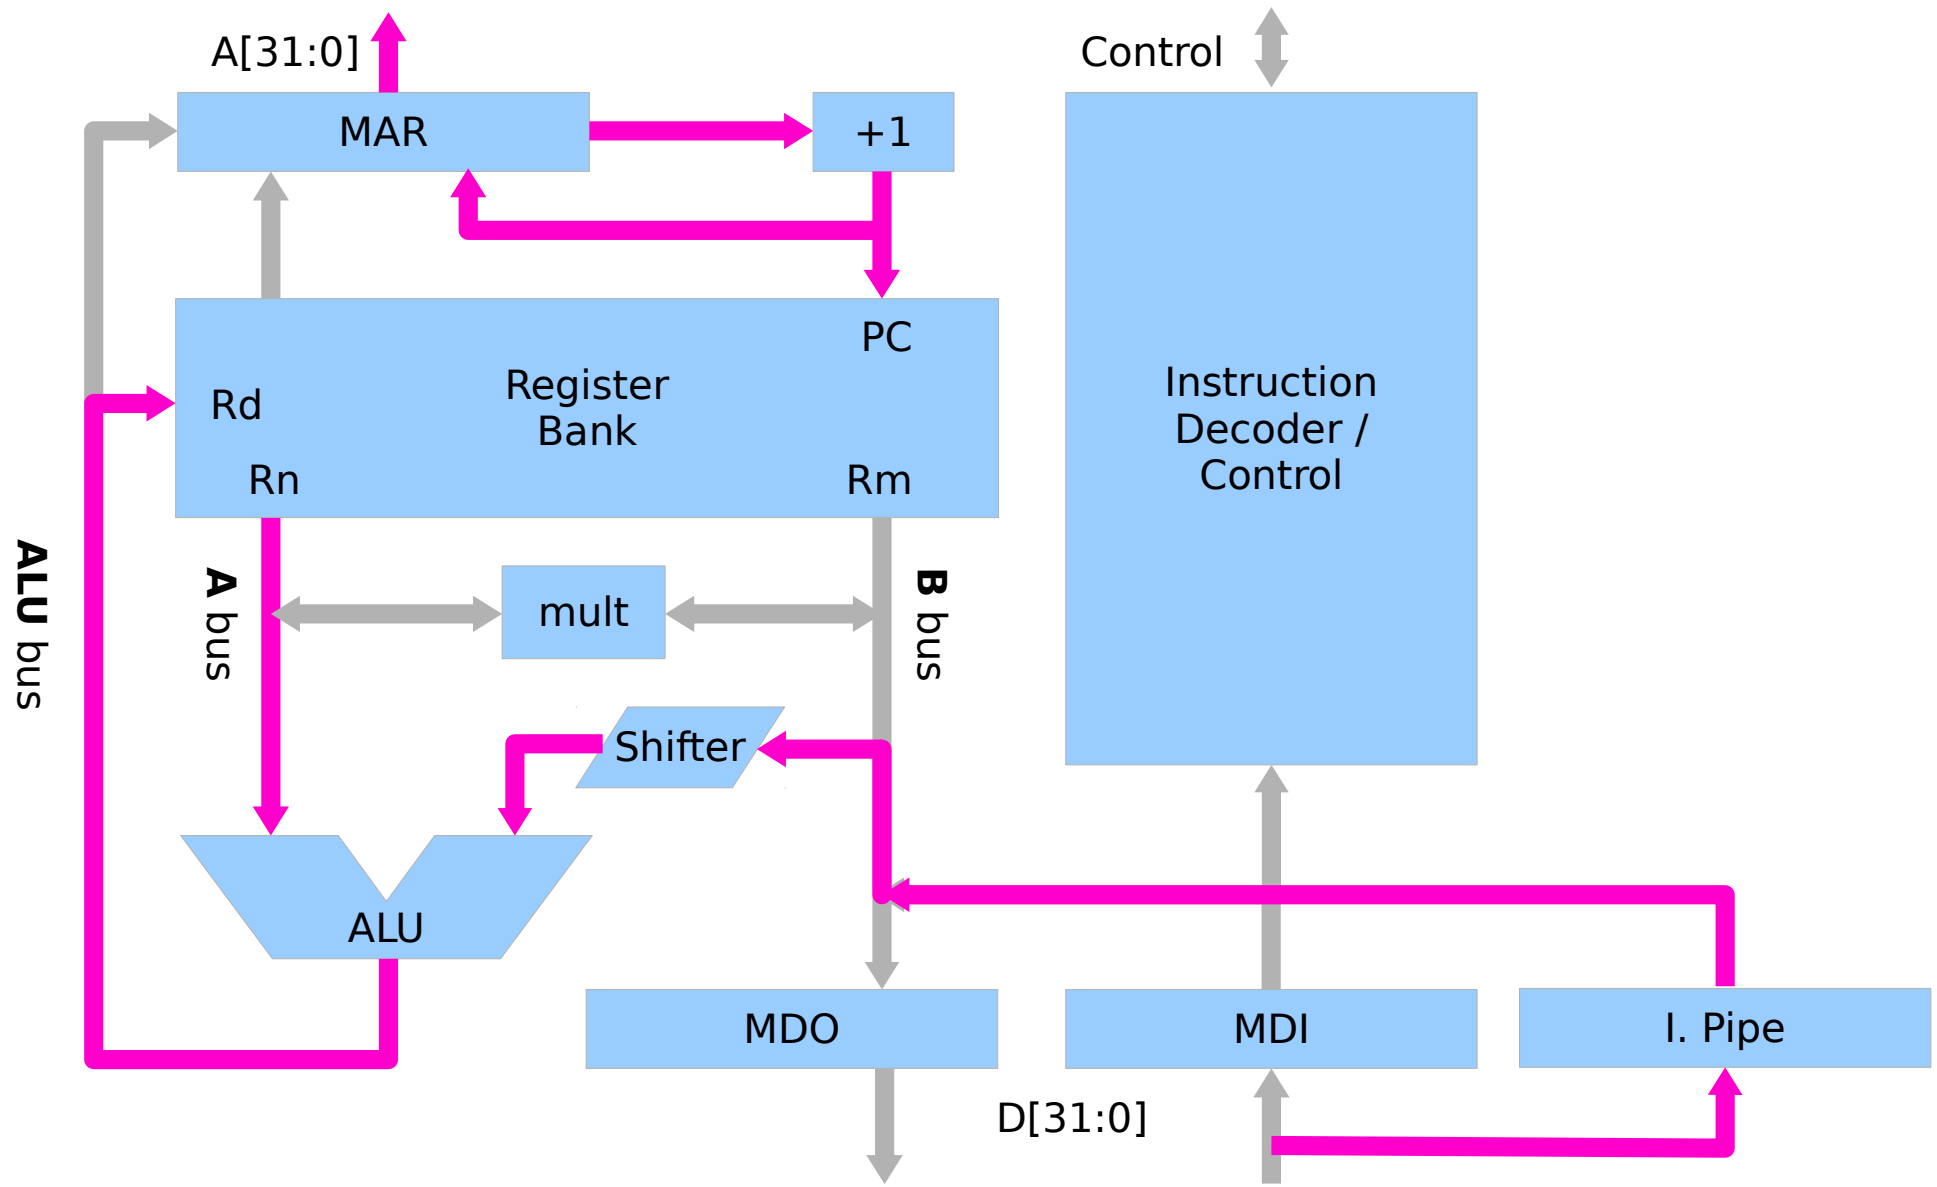 A[31:0]
Control
MAR
+1
PC
Register
Bank
Rd
Rn
Rm
Instruction
Decoder /
Control
ALU bus
A bus
B bus
mult
Shifter
ALU
MDO
MDI
I. Pipe
D[31:0]